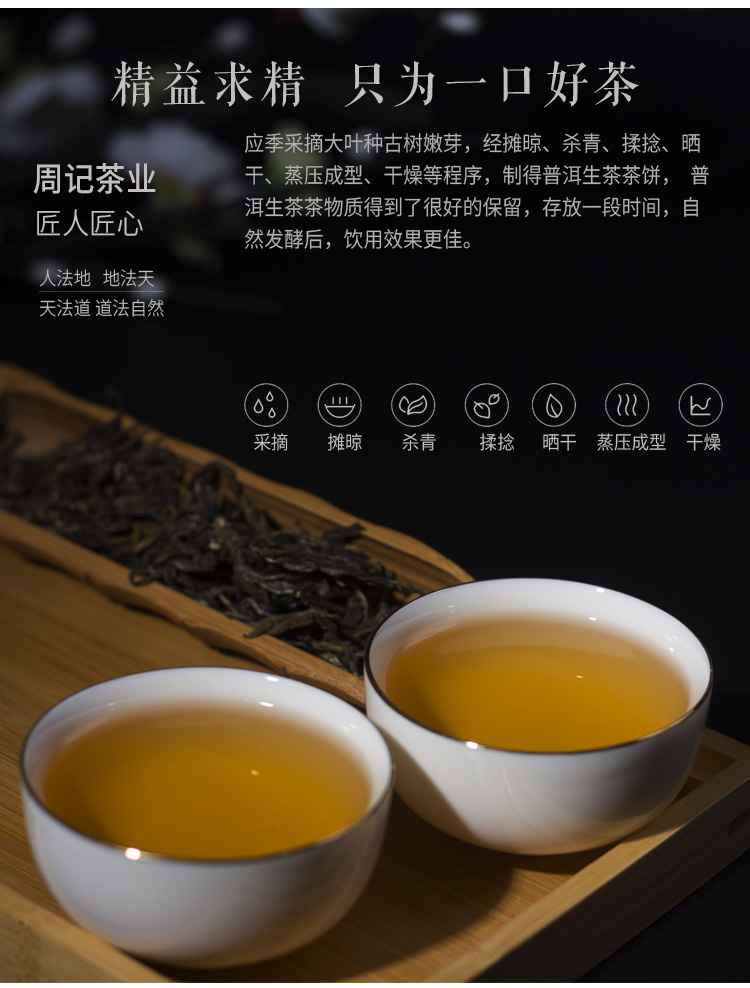 精益求精 只为一口好茶
周记茶业
匠人匠心
人法地 地法天
天法道 道法自然
应季采摘大叶种古树嫩芽，经摊晾、杀青、揉捻、晒
干、蒸压成型、干燥等程序，制得普洱生茶茶饼， 普
洱生茶茶物质得到了很好的保留，存放一段时间，自
然发酵后，饮用效果更佳。
采摘 摊晾 杀青 揉捻 晒干 蒸压成型 干燥